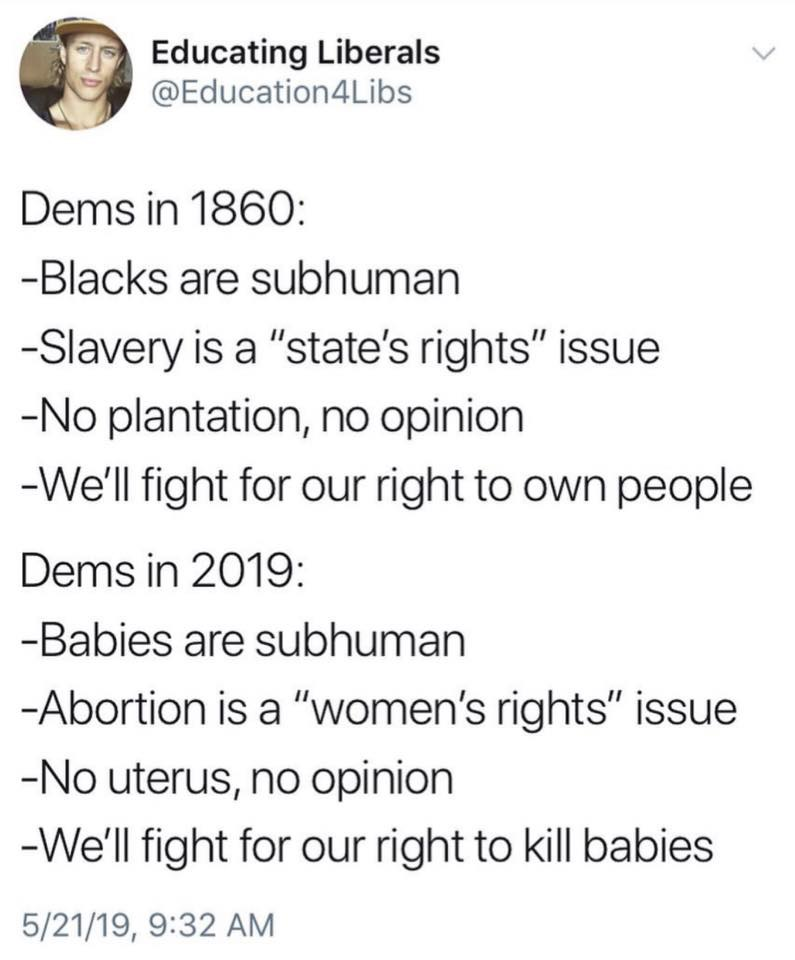 Educating Liberals
@Education4Libs
Dems in 1860:
-Blacks are subhuman
-Slavery is a "state's rights" issue
-No plantation, no opinion
-We'll fight for our right to own people
Dems in 2019:
-Babies are subhuman
-Abortion is a "women's rights" issue
-No uterus, no opinion
-We'll fight for our right to kill babies
5/21/19, 9:32 AM